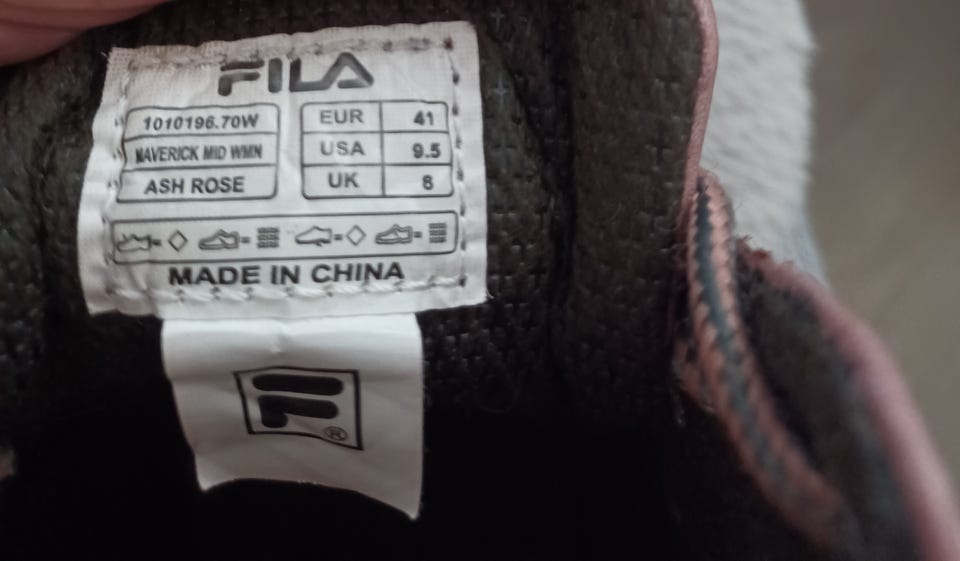 FILA
1010196.70W
MAVERICK MID WMN
ASH ROSE
EUR 41
USA 9.5
UK 8
MADE IN CHINA
F
®